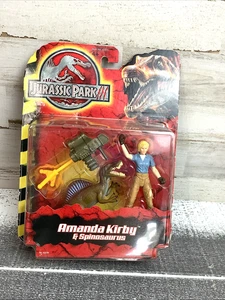 JURASSIC PARK III
Amanda Kirby
& Spinosaurus